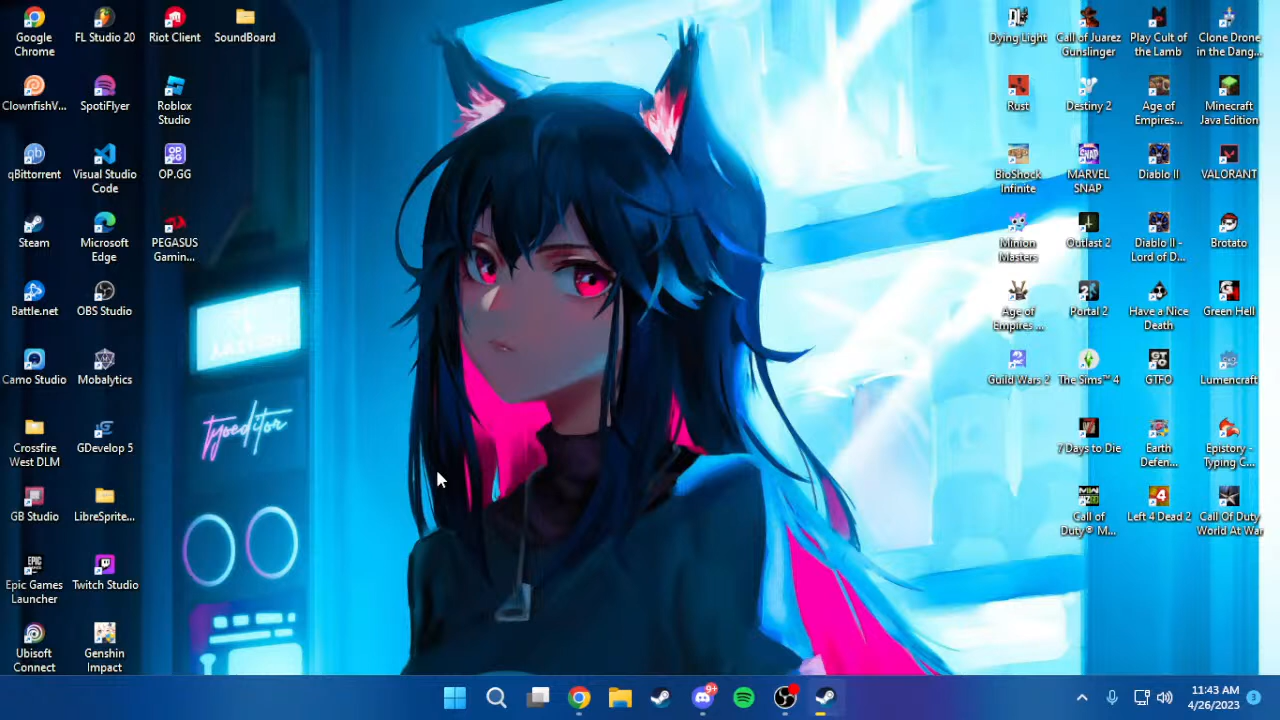 Google
Chrome
FL Studio 20
Riot Client
SoundBoard
ClownfishV...
SpotiFlyer
Roblox
Studio
qBittorrent
Visual Studio
Code
OP.GG
Steam
Microsoft
Edge
PEGASUS
Gamin...
Battle.net
OBS Studio
Camo Studio
Mobalytics
Crossfire
West DLM
GDevelop 5
GB Studio
LibreSprite...
Epic Games
Launcher
Twitch Studio
Ubisoft
Connect
Genshin
Impact
tyoeditor
Dying Light
Call of Juarez
Gunslinger
Play Cult of
the Lamb
Clone Drone
in the Dang...
Rust
Destiny 2
Age of
Empires...
Minecraft
Java Edition
BioShock
Infinite
MARVEL
SNAP
Diablo II
VALORANT
Minion
Masters
Outlast 2
Diablo II -
Lord of D...
Brotato
Age of
Empires ...
Portal 2
Have a Nice
Death
Green Hell
Guild Wars 2
The Sims™ 4
GTFO
Lumencraft
7 Days to Die
Earth
Defen...
Epistory -
Typing C...
Call of
Duty® M...
Left 4 Dead 2
Call Of Duty
World At War
9+
11:43 AM
4/26/2023
3